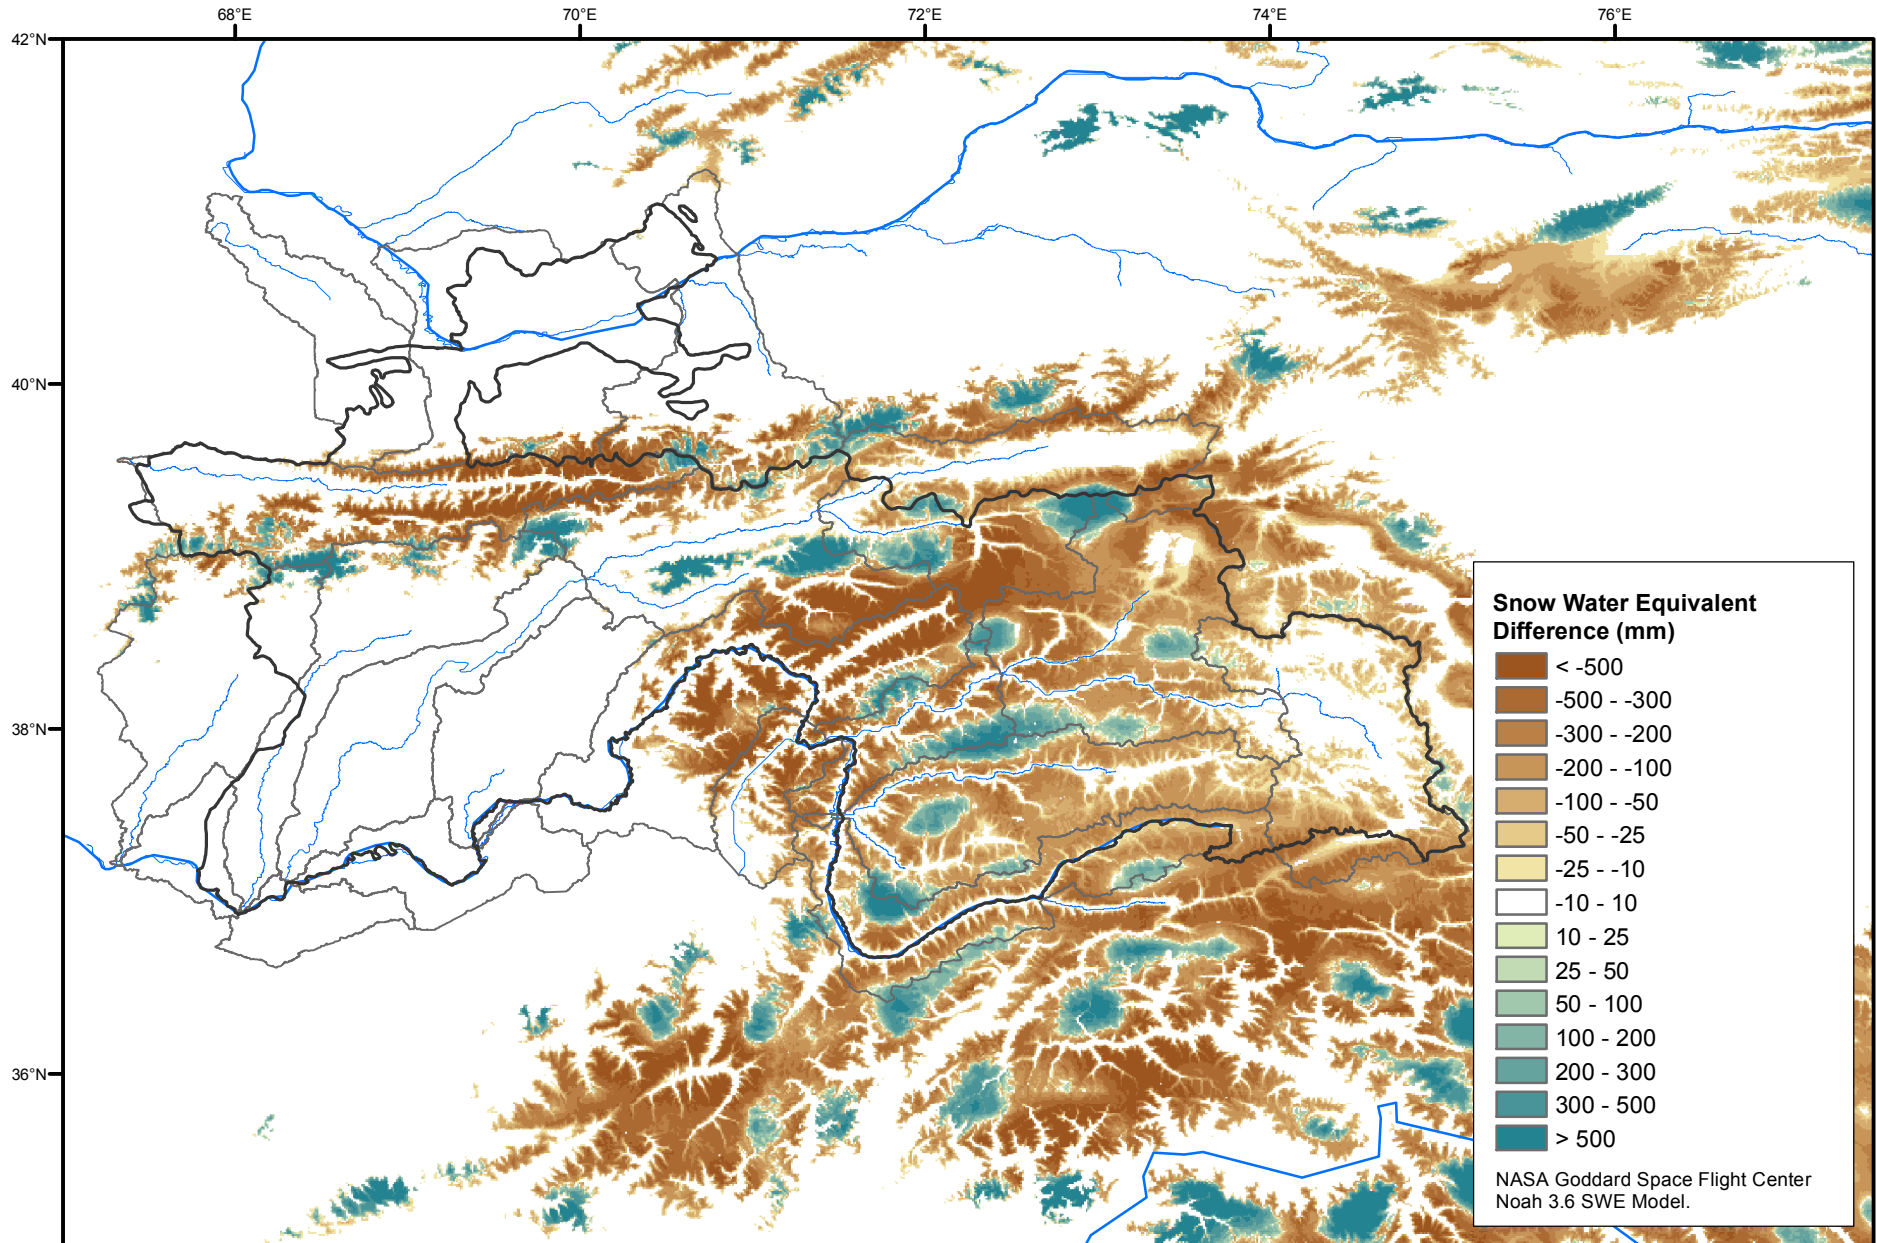 68°E
70°E
72°E
74°E
76°E
42°N
40°N
38°N
36°N
Snow Water Equivalent
Difference (mm)
< -500
-500 - -300
-300 - -200
-200 - -100
-100 - -50
-50 - -25
-25 - -10
-10 - 10
10 - 25
25 - 50
50 - 100
100 - 200
200 - 300
300 - 500
> 500
NASA Goddard Space Flight Center
Noah 3.6 SWE Model.